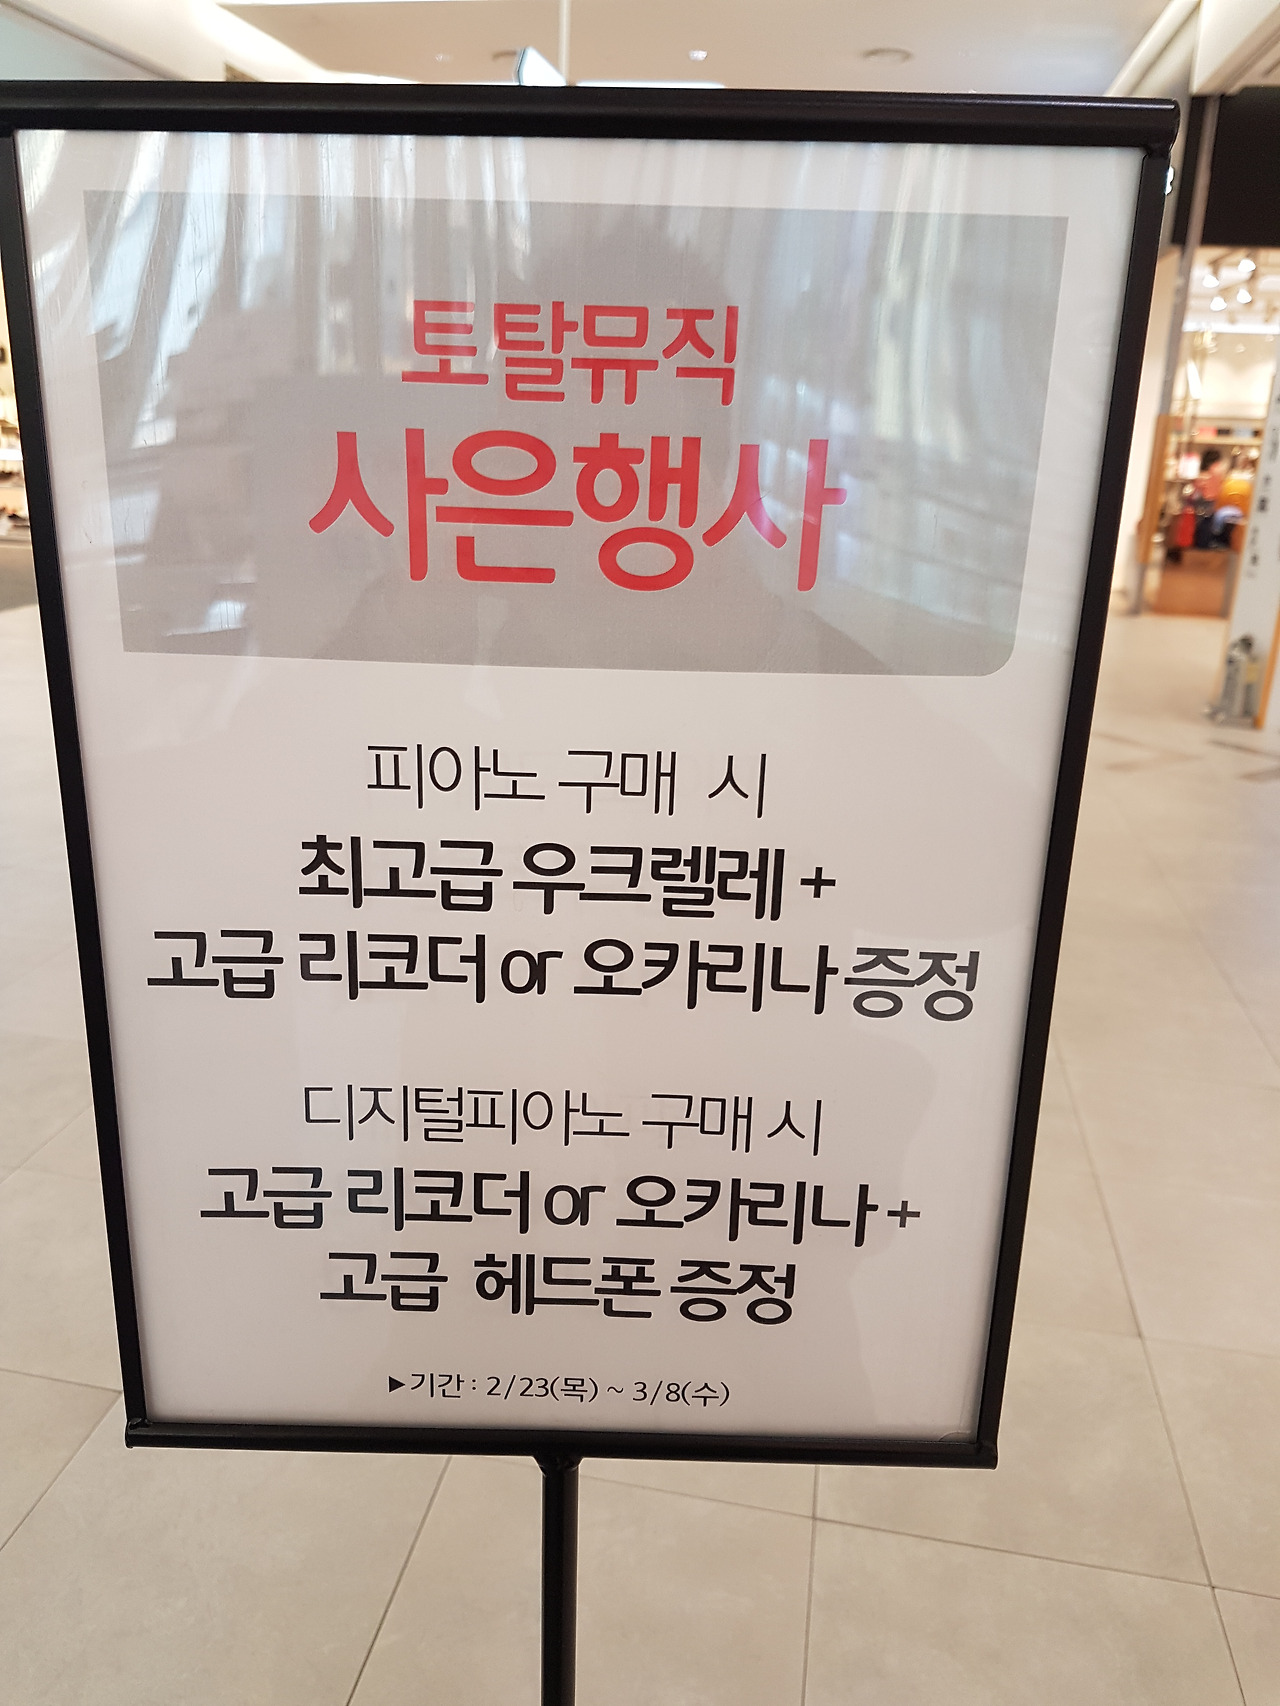 토탈뮤직
사은행사
피아노 구매 시
최고급 우크렐레 +
고급 리코더 or 오카리나 증정
디지털피아노 구매 시
고급 리코더 or 오카리나 +
고급 헤드폰 증정
▶기간 : 2/23(목) ~ 3/8(수)